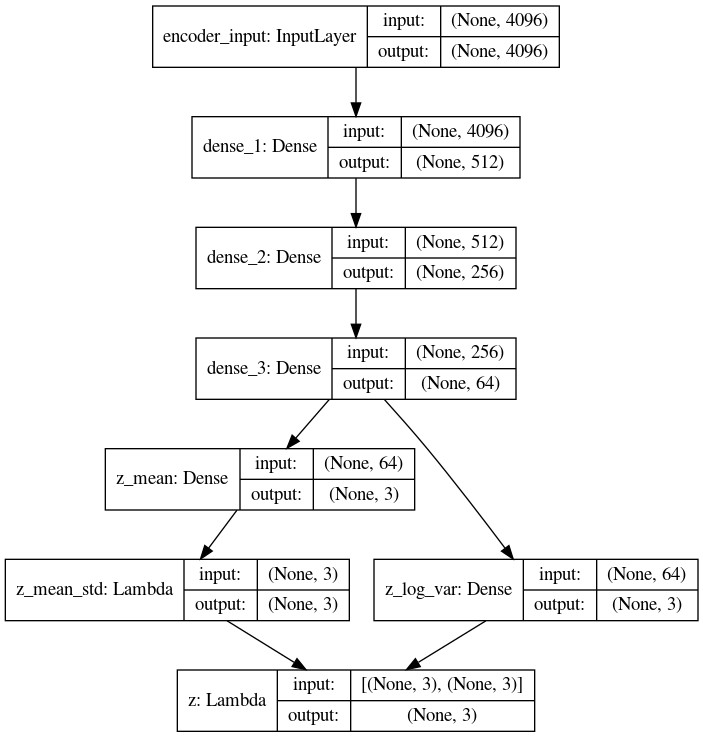 encoder_input: InputLayer
input: (None, 4096)
output: (None, 4096)
dense_1: Dense
input: (None, 4096)
output: (None, 512)
dense_2: Dense
input: (None, 512)
output: (None, 256)
dense_3: Dense
input: (None, 256)
output: (None, 64)
z_mean: Dense
input: (None, 64)
output: (None, 3)
z_mean_std: Lambda
input: (None, 3)
output: (None, 3)
z_log_var: Dense
input: (None, 64)
output: (None, 3)
z: Lambda
input: [(None, 3), (None, 3)]
output: (None, 3)